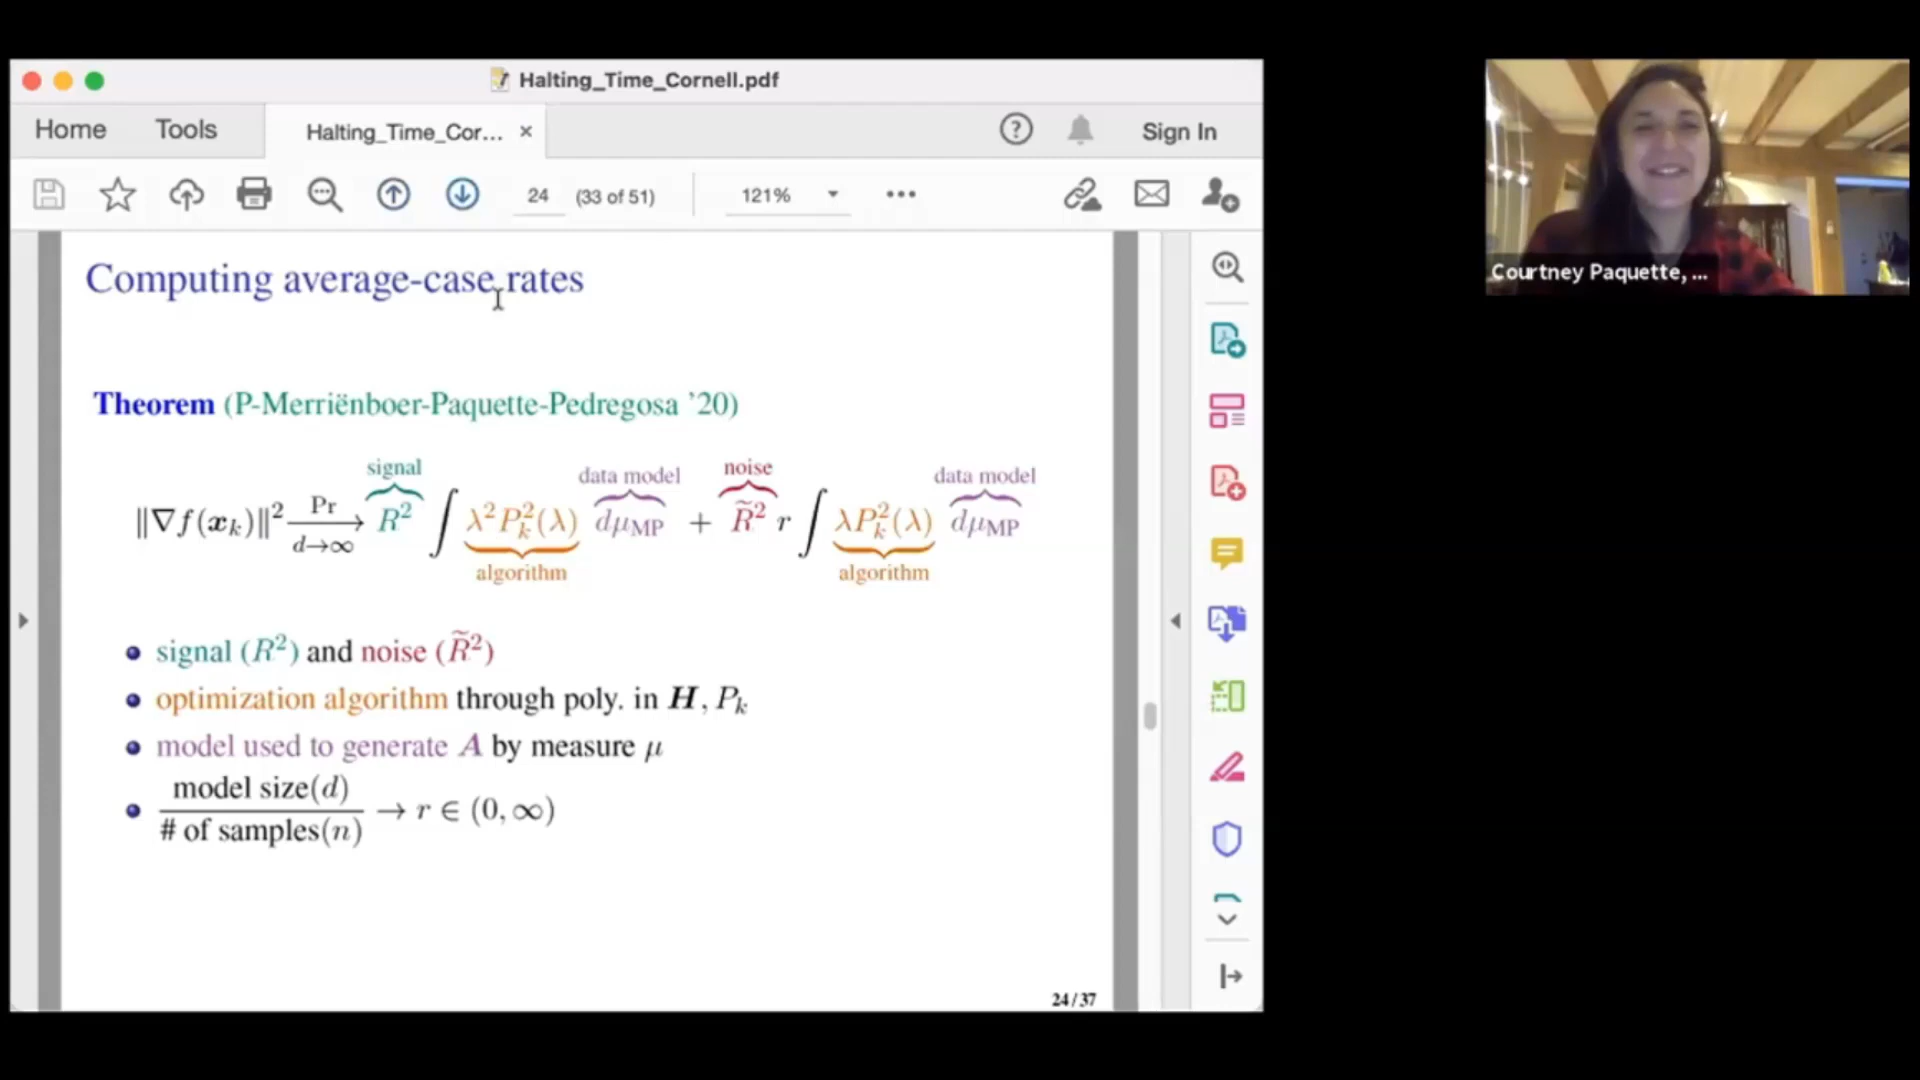 Halting_Time_Cornell.pdf
Home Tools Halting_Time_Cor... × Sign In
24 (33 of 51) 121%
Computing average-case rates
Theorem (P-Merriënboer-Paquette-Pedregosa '20)
signal data model noise data model
‖∇f(x_k)‖² Pr → d→∞ R² ∫ λ²P_k²(λ) dμ_MP + R̃² r ∫ λP_k²(λ) dμ_MP
algorithm algorithm
• signal (R²) and noise (R̃²)
• optimization algorithm through poly. in H, P_k
• model used to generate A by measure μ
• model size(d) / # of samples(n) → r ∈ (0, ∞)
24/37
Courtney Paquette, ...